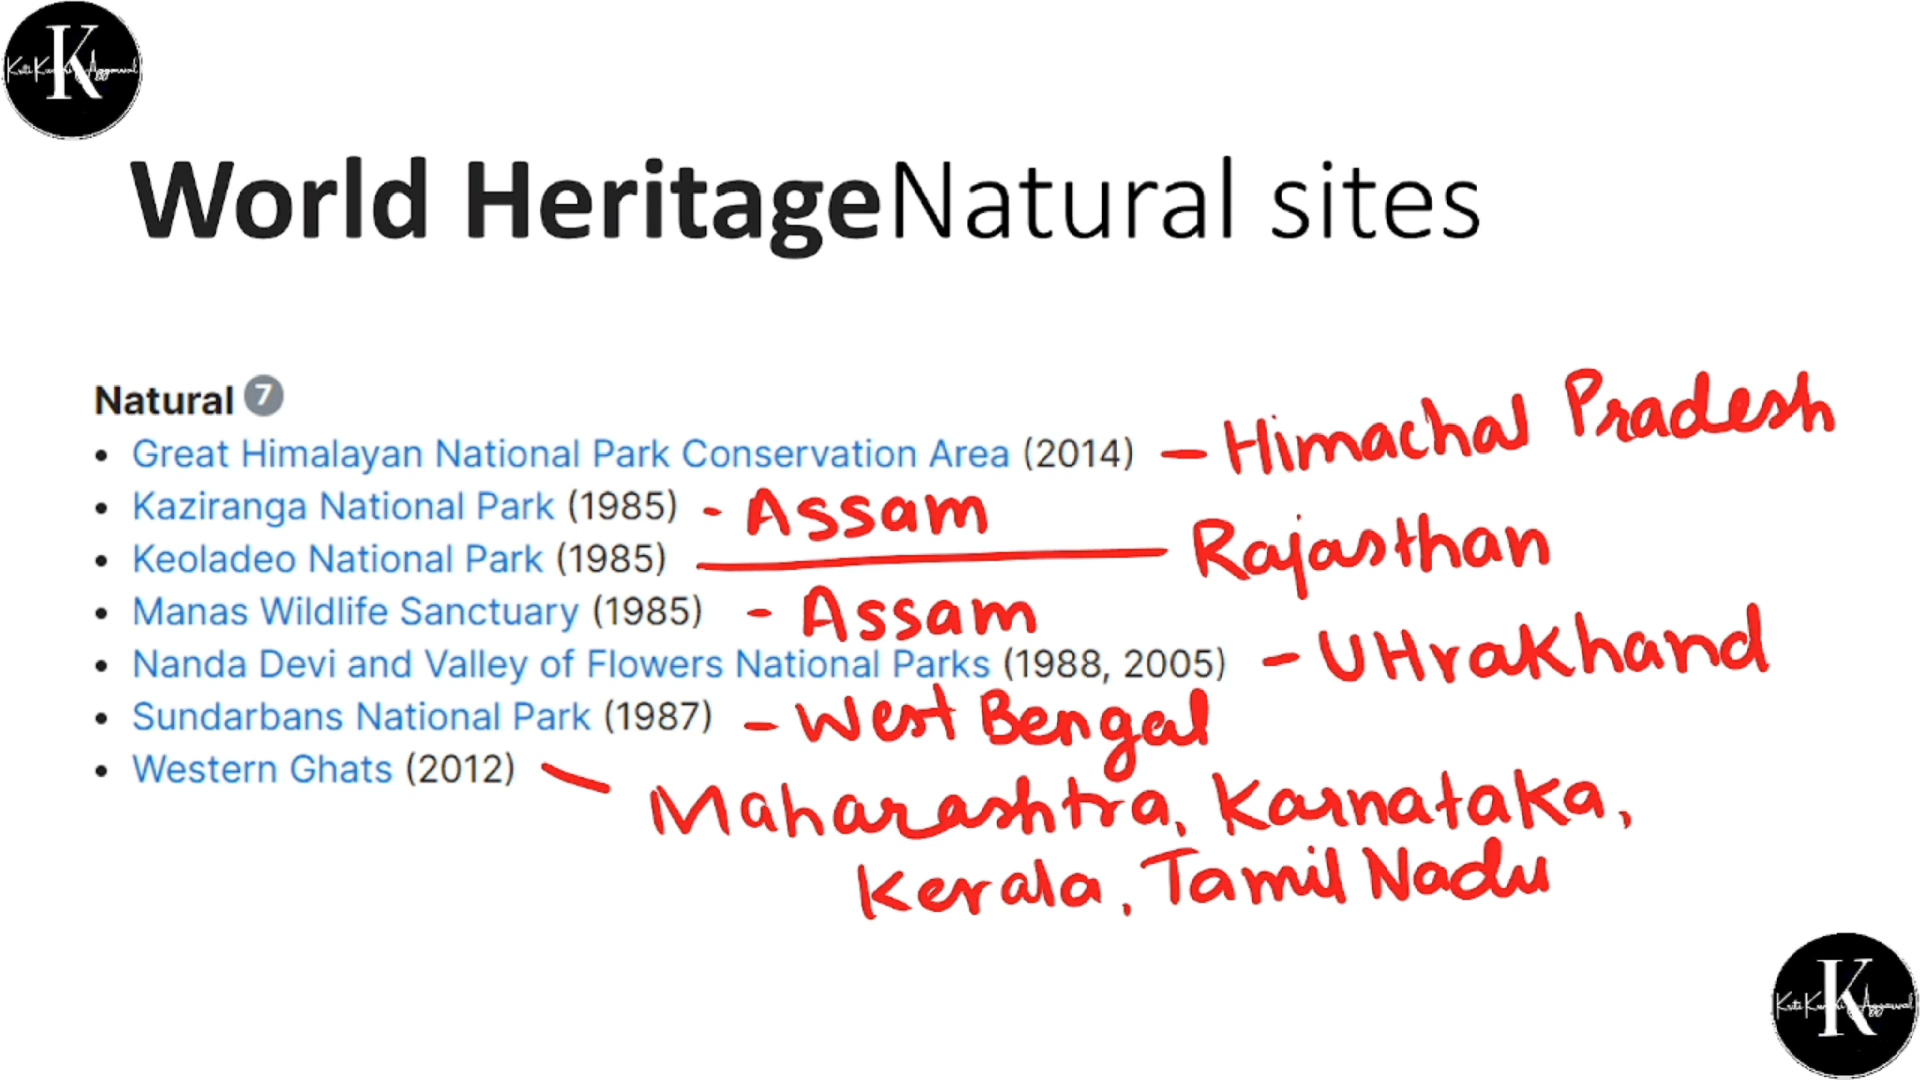 K
World Heritage Natural sites
Natural 7
• Great Himalayan National Park Conservation Area (2014) - Himachal Pradesh
• Kaziranga National Park (1985) - Assam
• Keoladeo National Park (1985) — Rajasthan
• Manas Wildlife Sanctuary (1985) - Assam
• Nanda Devi and Valley of Flowers National Parks (1988, 2005) - Uttrakhand
• Sundarbans National Park (1987) - West Bengal
• Western Ghats (2012) - Maharashtra, Karnataka,
Kerala, Tamil Nadu
K